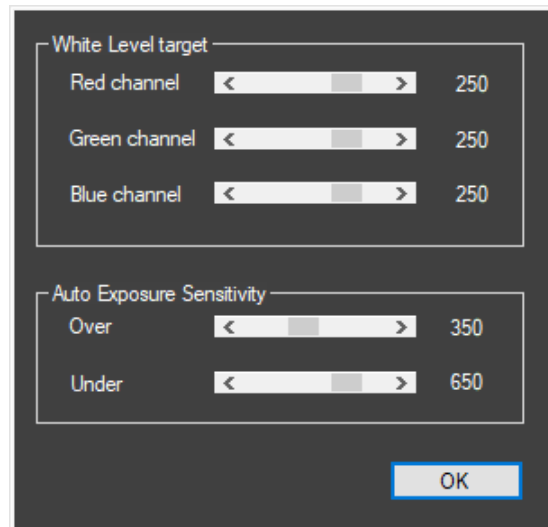 White Level target
Red channel 250
Green channel 250
Blue channel 250
Auto Exposure Sensitivity
Over 350
Under 650
OK